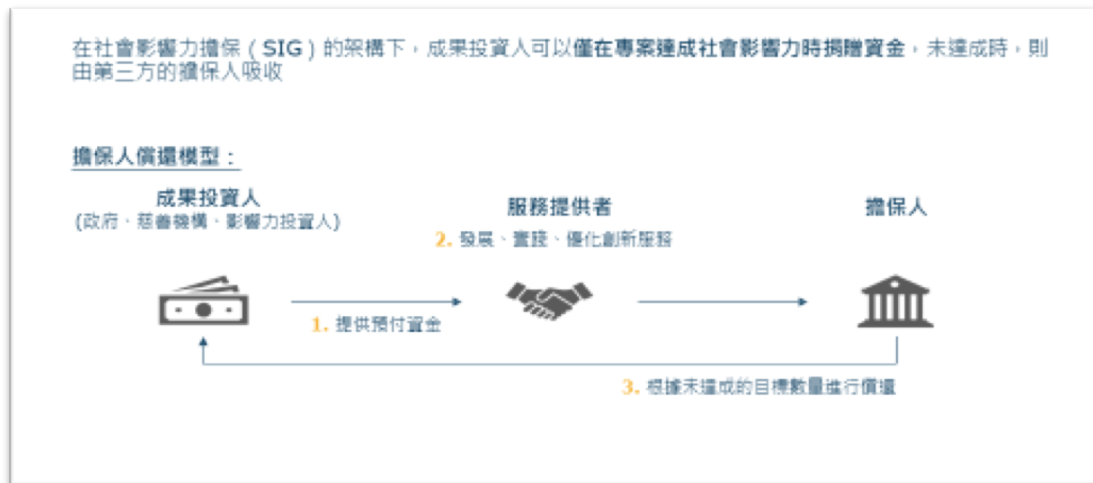 在社會影響力擔保（SIG）的架構下，成果投資人可以僅在專案達成社會影響力時捐贈資金，未達成時，則
由第三方的擔保人吸收
擔保人償還模型：
成果投資人
(政府、慈善機構、影響力投資人)
服務提供者
2. 發展、實踐、優化創新服務
擔保人
1. 提供預付資金
3. 根據未達成的目標數量進行償還